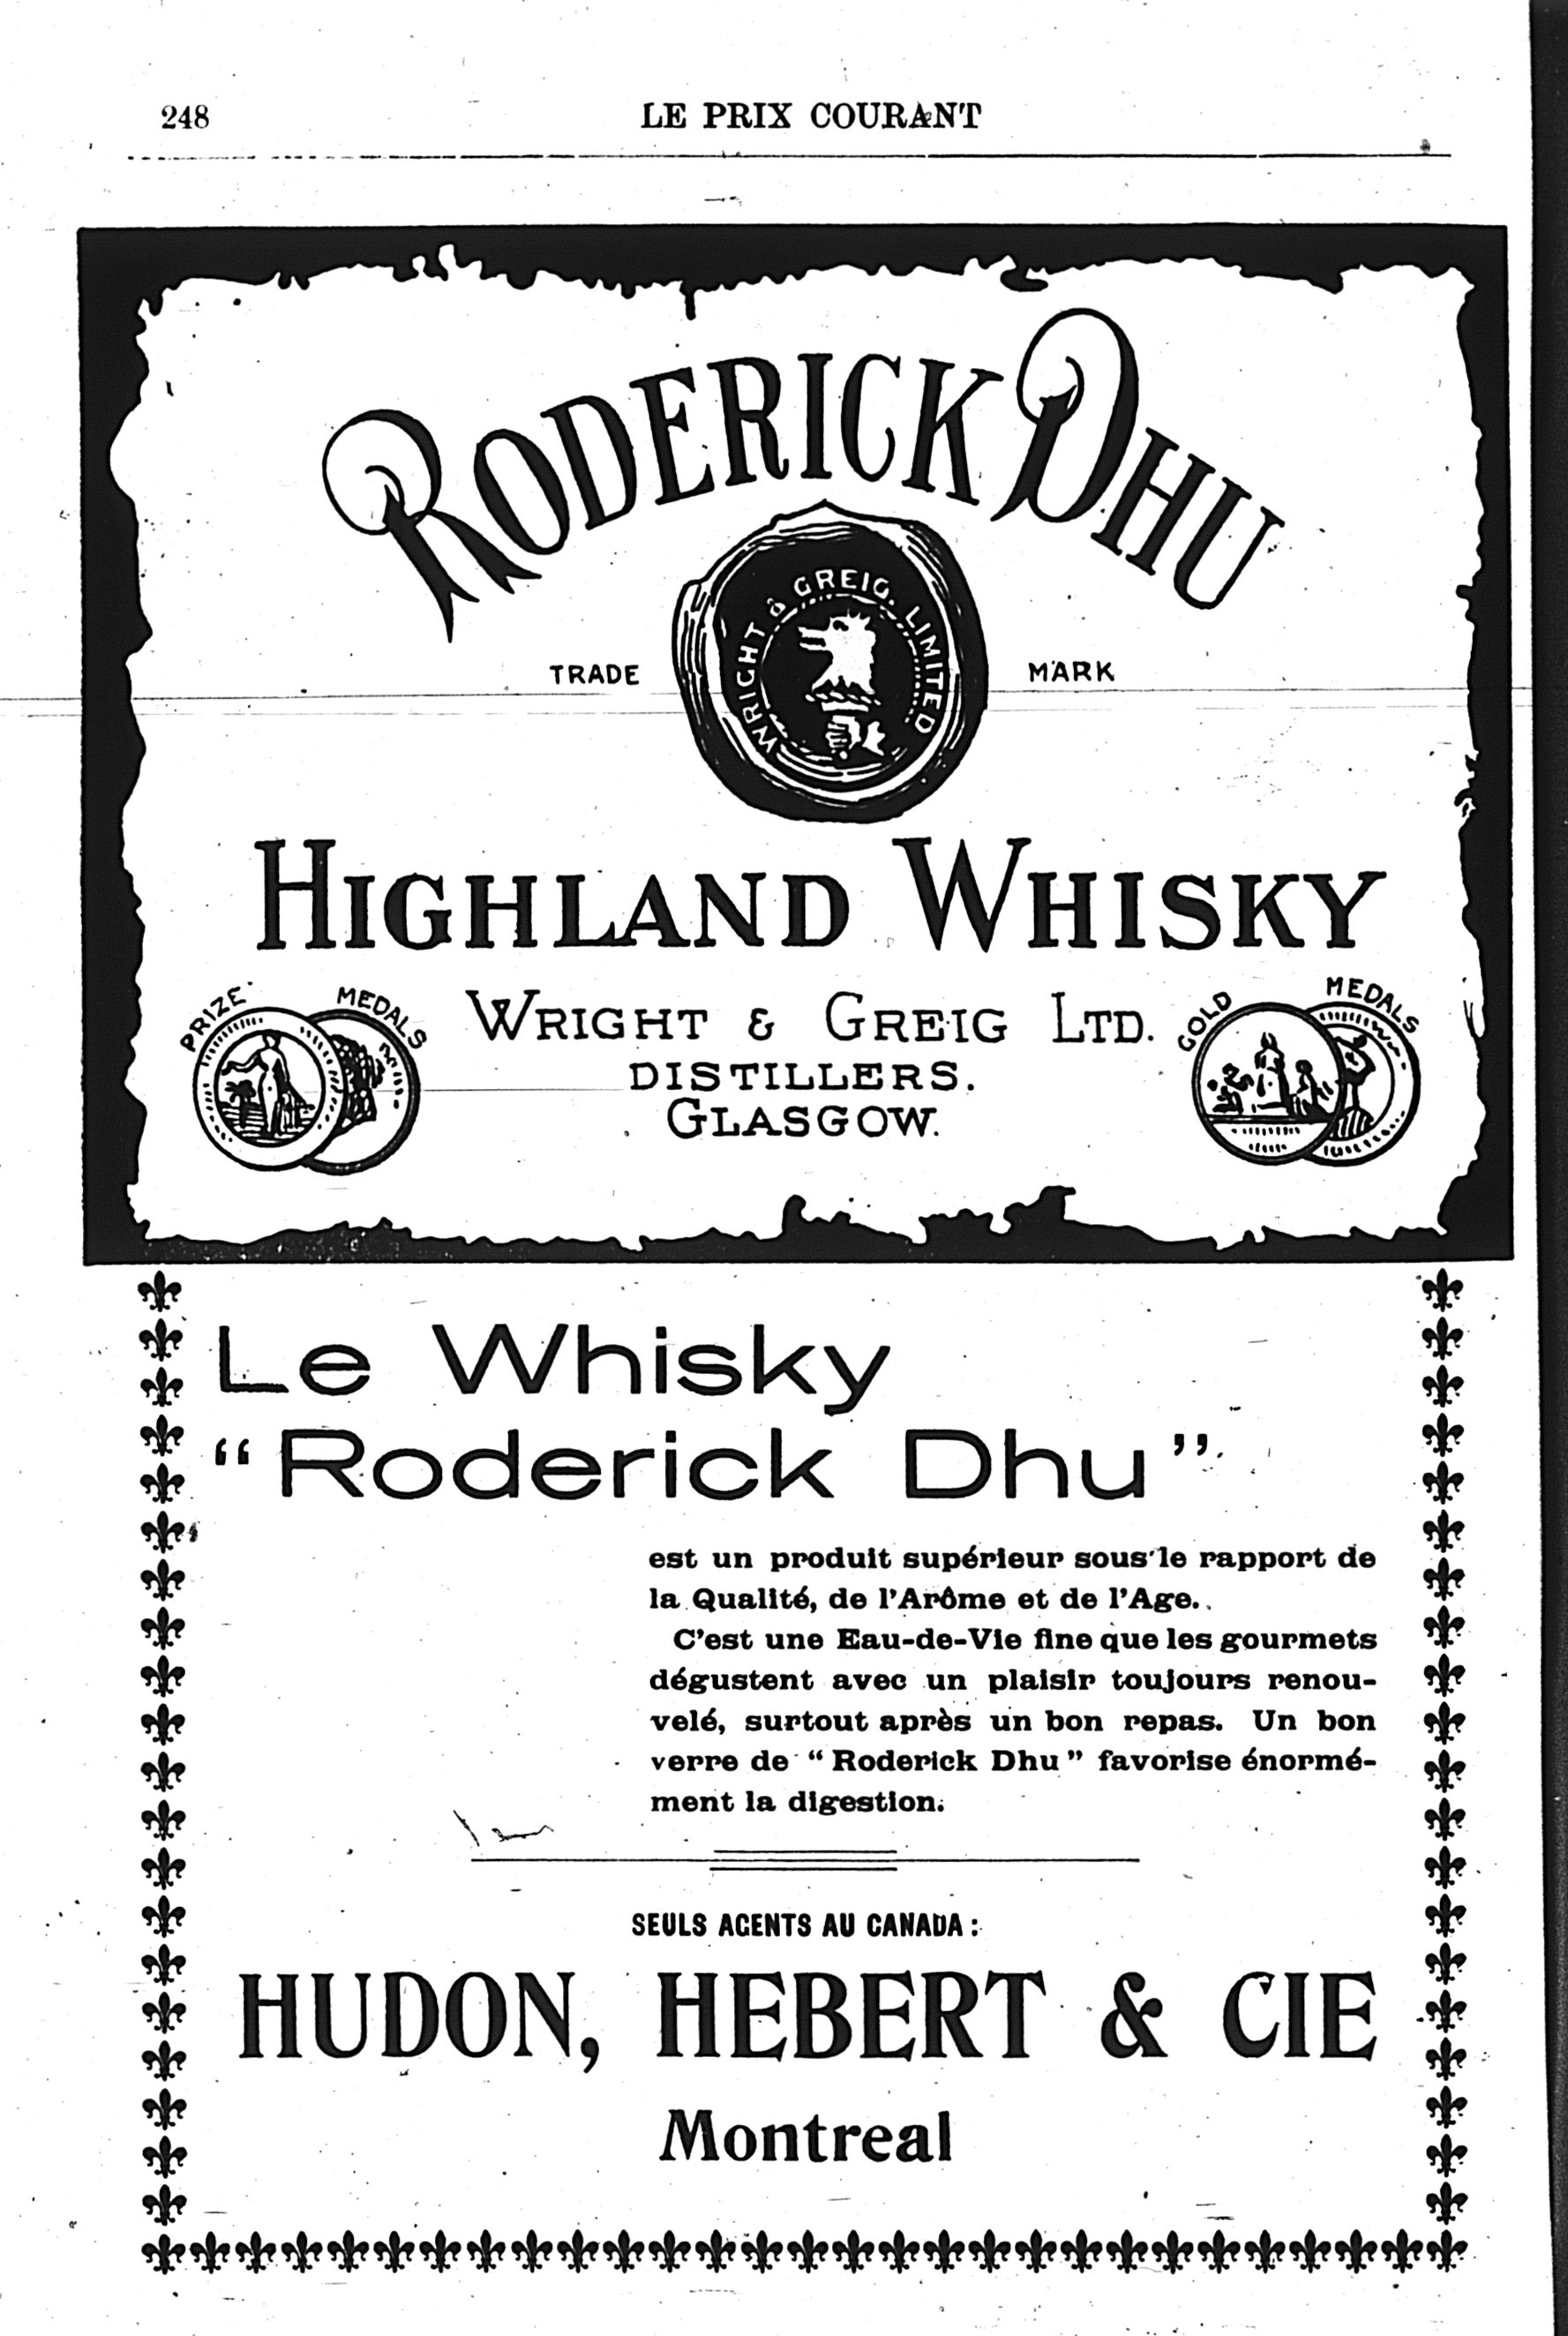 248
LE PRIX COURANT
RODERICK DHU
WRIGHT & GREIG, LIMITED
TRADE MARK
HIGHLAND WHISKY
PRIZE MEDALS
WRIGHT & GREIG LTD.
GOLD MEDALS
DISTILLERS.
GLASGOW.
Le Whisky
“Roderick Dhu”
est un produit supérieur sous le rapport de
la Qualité, de l'Arôme et de l'Age.
C'est une Eau-de-Vie fine que les gourmets
dégustent avec un plaisir toujours renou-
velé, surtout après un bon repas. Un bon
verre de “Roderick Dhu” favorise énormé-
ment la digestion.
SEULS AGENTS AU CANADA :
HUDON, HEBERT & CIE
Montreal